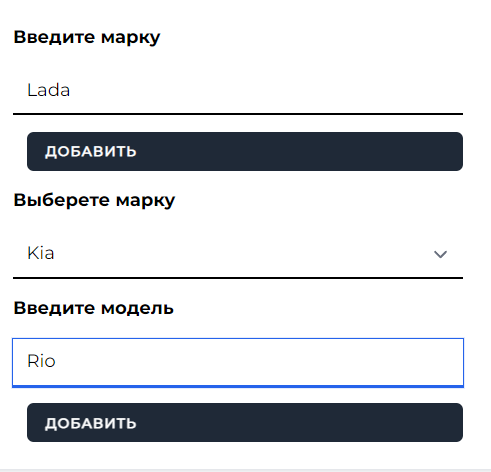 Введите марку
Lada
ДОБАВИТЬ
Выберете марку
Kia
Введите модель
Rio
ДОБАВИТЬ